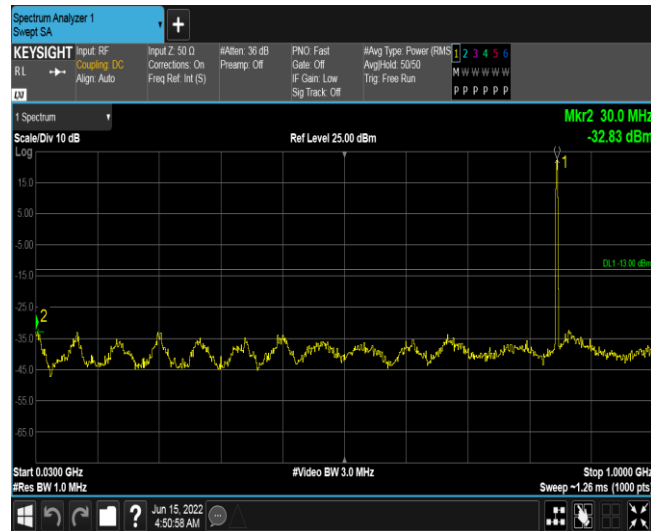 Spectrum Analyzer 1
Swept SA
+
KEYSIGHT Input: RF Input Z: 50 Ω #Atten: 36 dB PNO: Fast #Avg Type: Power (RMS 1 2 3 4 5 6
RL Coupling: DC Corrections: On Preamp: Off Gate: Off Avg|Hold: 50/50 M W W W W W
Align: Auto Freq Ref: Int (S) IF Gain: Low Trig: Free Run
LXI Sig Track: Off P P P P P P
1 Spectrum Mkr2 30.0 MHz
Scale/Div 10 dB Ref Level 25.00 dBm -32.83 dBm
Log
1
15.0
5.00
-5.00
DL1 -13.00 dBm
-15.0
-25.0
2
-35.0
-45.0
-55.0
-65.0
Start 0.0300 GHz #Video BW 3.0 MHz Stop 1.0000 GHz
#Res BW 1.0 MHz Sweep ~1.26 ms (1000 pts)
? Jun 15, 2022
4:50:58 AM